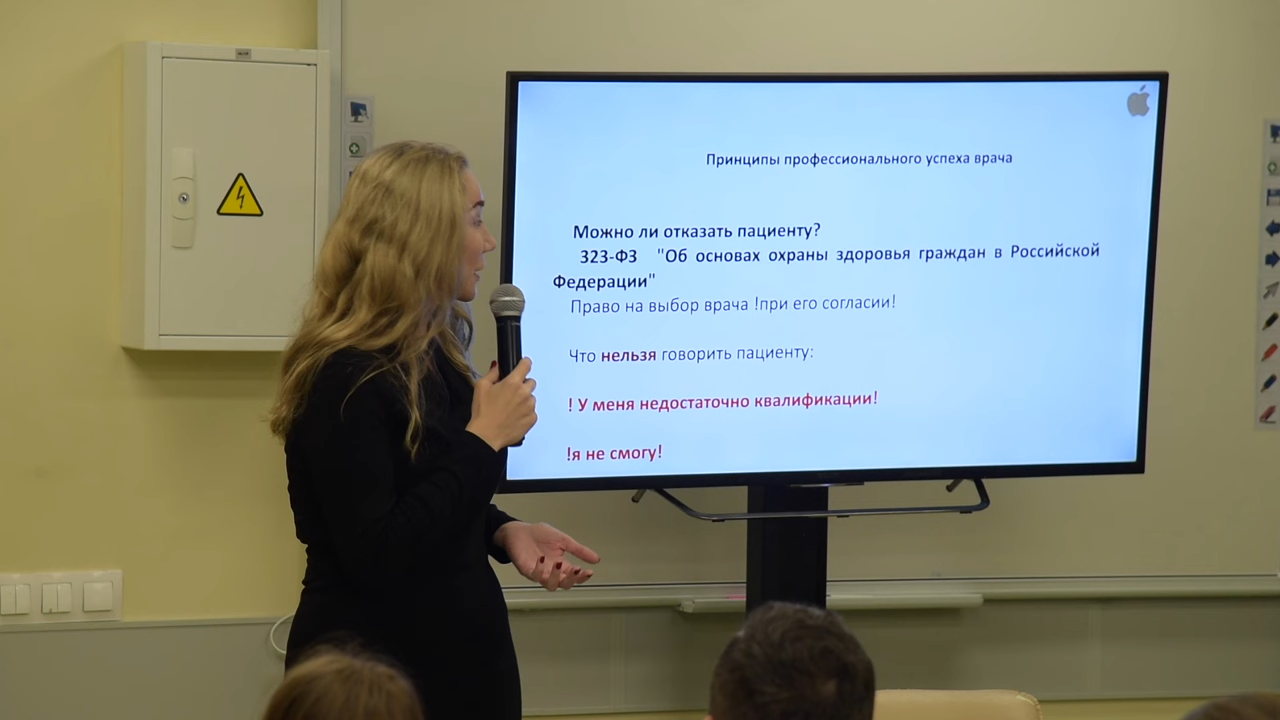 Принципы профессионального успеха врача
Можно ли отказать пациенту?
323-ФЗ "Об основах охраны здоровья граждан в Российской
Федерации"
Право на выбор врача !при его согласии!
Что нельзя говорить пациенту:
! У меня недостаточно квалификации!
!я не смогу!